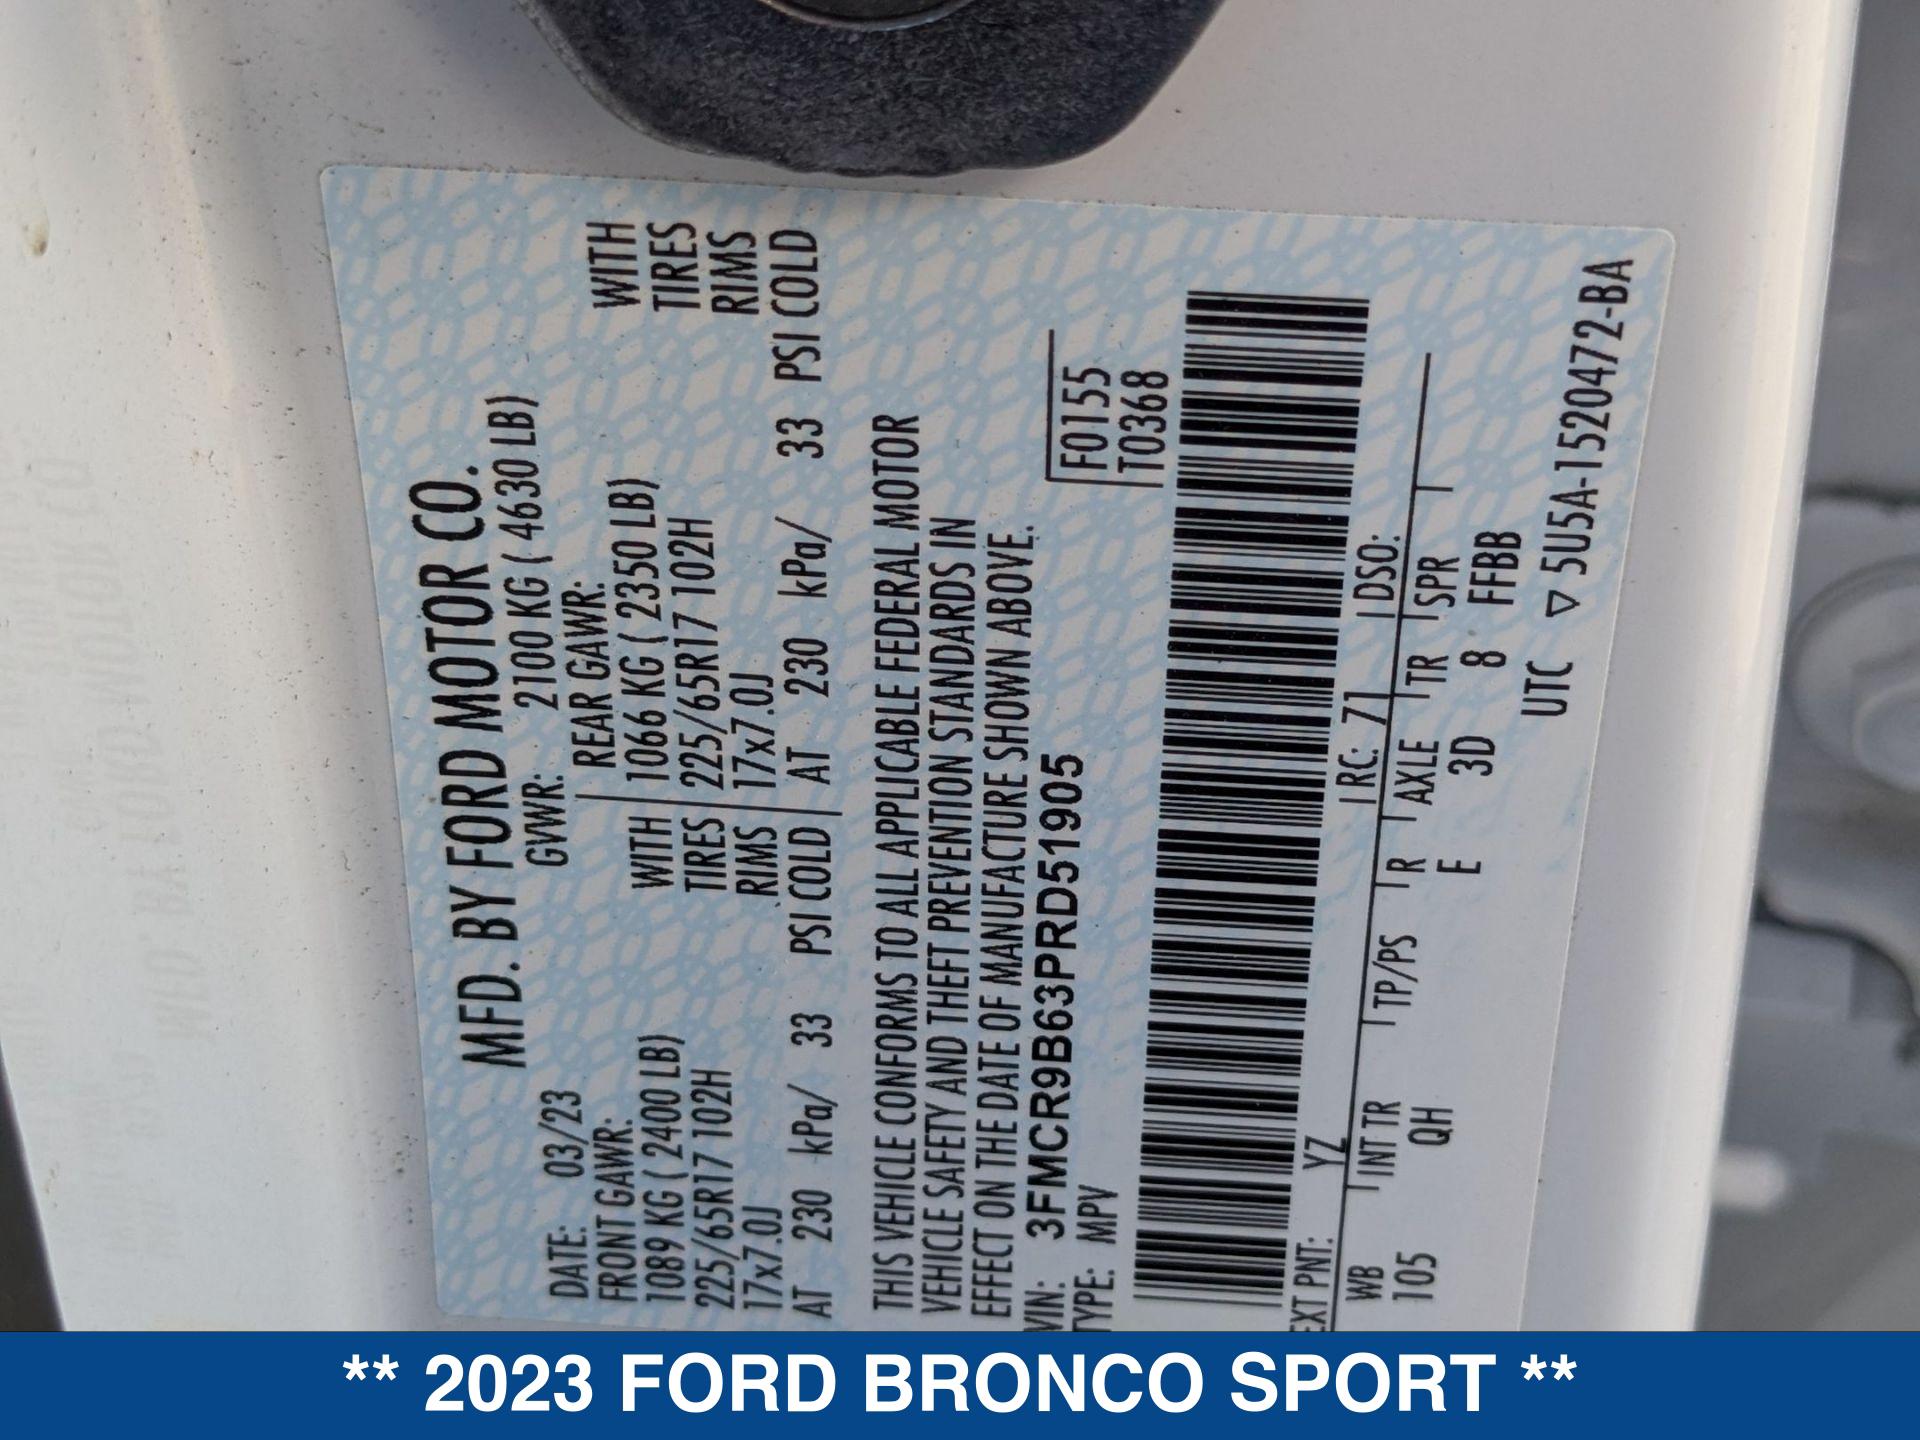 MFD. BY FORD MOTOR CO.
DATE: 03/23 GVWR: 2100 KG ( 4630 LB)
FRONT GAWR: REAR GAWR:
1089 KG ( 2400 LB) WITH 1066 KG ( 2350 LB) WITH
225/65R17 102H TIRES 225/65R17 102H TIRES
17x7.0J RIMS 17x7.0J RIMS
AT 230 kPa/ 33 PSI COLD AT 230 kPa/ 33 PSI COLD
THIS VEHICLE CONFORMS TO ALL APPLICABLE FEDERAL MOTOR
VEHICLE SAFETY AND THEFT PREVENTION STANDARDS IN
EFFECT ON THE DATE OF MANUFACTURE SHOWN ABOVE.
VIN: 3FMCR9B63PRD51905 F0155
TYPE: MPV T0368
EXT PNT: YZ RC: 71 DSO:
WB INT TR TP/PS R AXLE TR SPR
105 QH E 3D 8 FFBB
UTC ▽ 5U5A-1520472-BA
** 2023 FORD BRONCO SPORT **